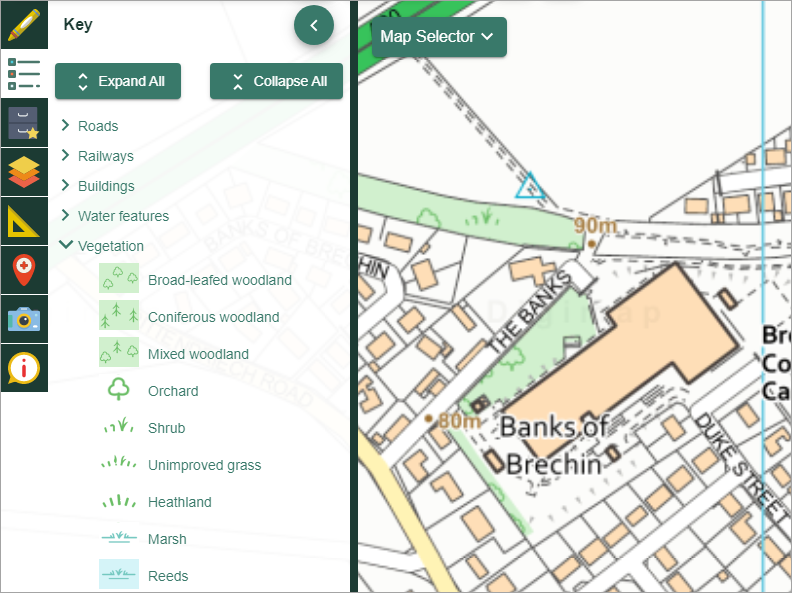 Key
Map Selector
Expand All
Collapse All
Roads
Railways
Buildings
Water features
Vegetation
Broad-leafed woodland
Coniferous woodland
Mixed woodland
Orchard
Shrub
Unimproved grass
Heathland
Marsh
Reeds
90m
HIN
THE BANKS
Digimap
Bre
Co
Ca
80m
Banks of
Brechin
DUKE STREET